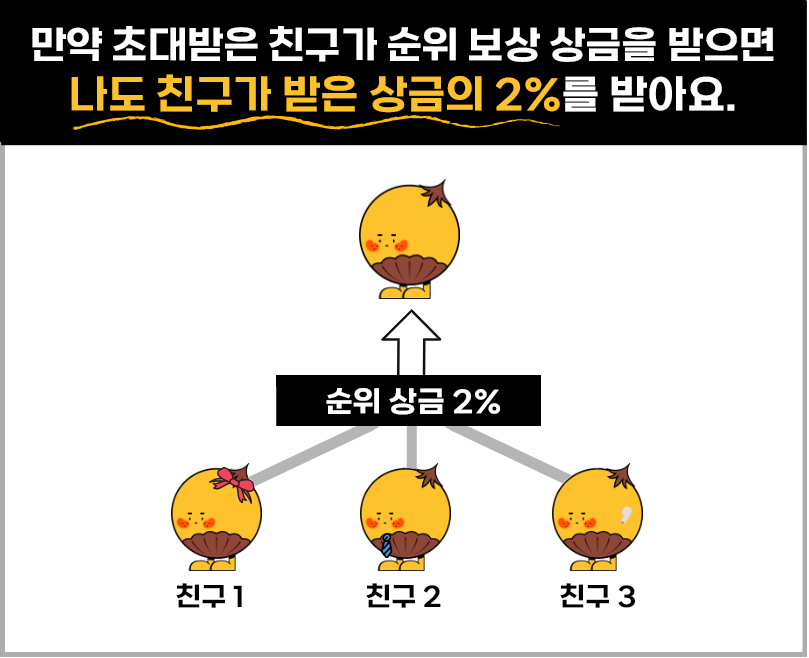 만약 초대받은 친구가 순위 보상 상금을 받으면
나도 친구가 받은 상금의 2%를 받아요.
순위 상금 2%
친구 1
친구 2
친구 3